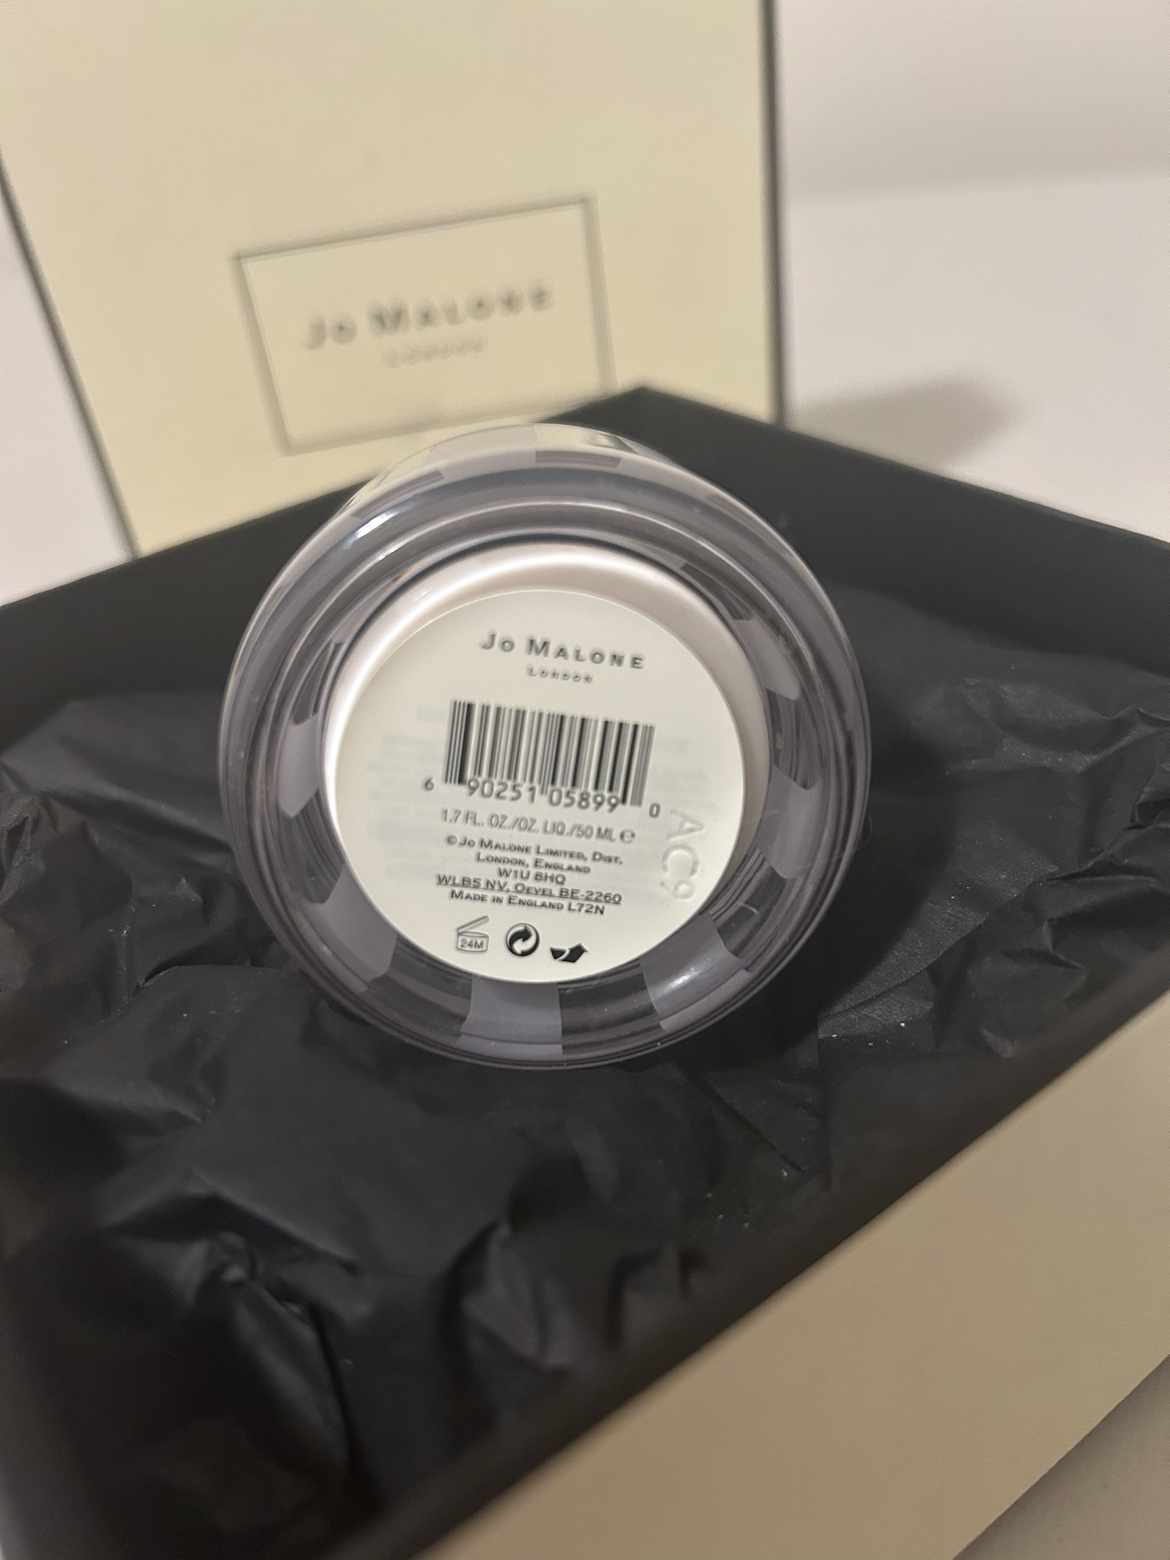 Jo Malone
London
Jo Malone
London
6 90251 05899 0
1.7 FL. OZ./OZ. LIQ./50 ML ℮
©Jo Malone Limited, Dist.
London, England
W1U 8HQ
WLBS NV, Oevel BE-2260
Made in England L72N
24M
AC9